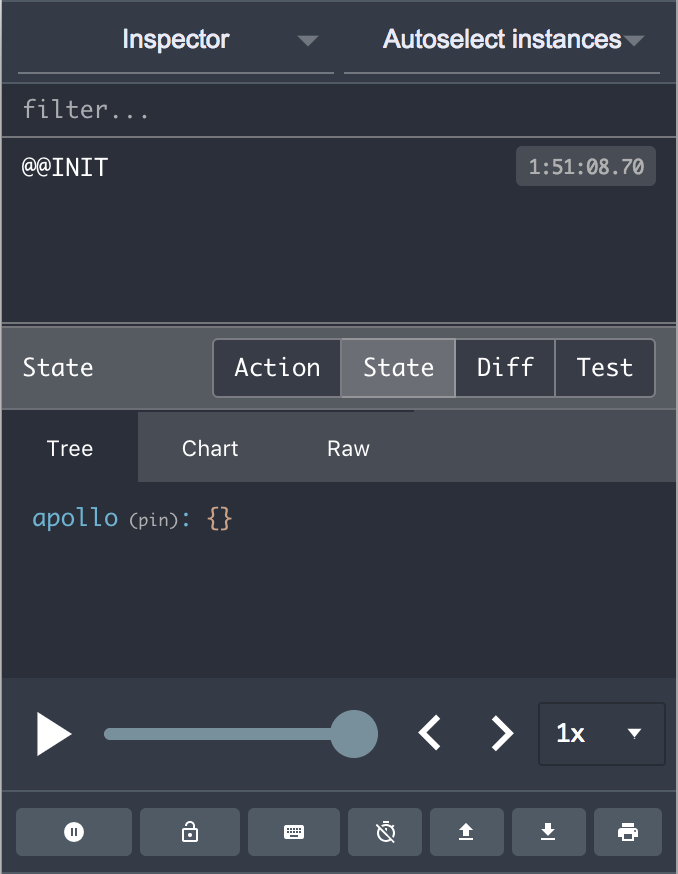 Inspector Autoselect instances
filter...
@@INIT 1:51:08.70
State Action State Diff Test
Tree Chart Raw
apollo (pin): {}
1x